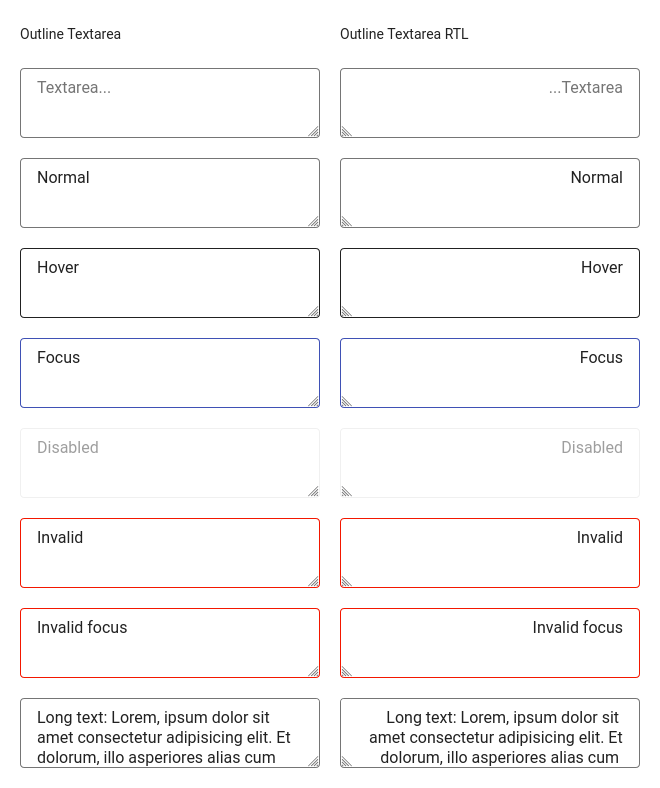 Outline Textarea
Outline Textarea RTL
Textarea...
...Textarea
Normal
Normal
Hover
Hover
Focus
Focus
Disabled
Disabled
Invalid
Invalid
Invalid focus
Invalid focus
Long text: Lorem, ipsum dolor sit
amet consectetur adipisicing elit. Et
dolorum, illo asperiores alias cum
Long text: Lorem, ipsum dolor sit
amet consectetur adipisicing elit. Et
dolorum, illo asperiores alias cum